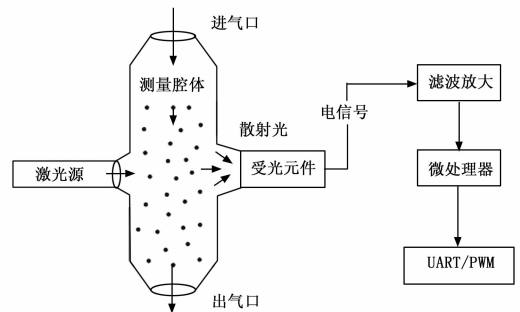 进气口
测量腔体
散射光
激光源
受光元件
电信号
滤波放大
微处理器
UART/PWM
出气口